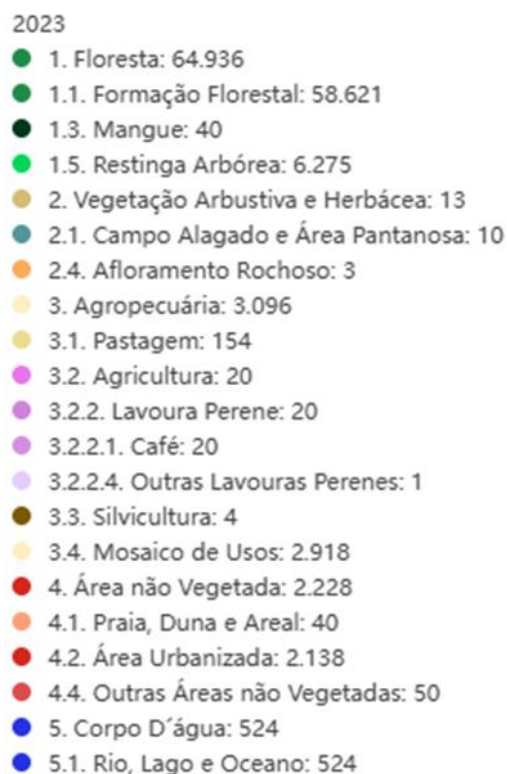 2023
1. Floresta: 64.936
1.1. Formação Florestal: 58.621
1.3. Mangue: 40
1.5. Restinga Arbórea: 6.275
2. Vegetação Arbustiva e Herbácea: 13
2.1. Campo Alagado e Área Pantanosa: 10
2.4. Afloramento Rochoso: 3
3. Agropecuária: 3.096
3.1. Pastagem: 154
3.2. Agricultura: 20
3.2.2. Lavoura Perene: 20
3.2.2.1. Café: 20
3.2.2.4. Outras Lavouras Perenes: 1
3.3. Silvicultura: 4
3.4. Mosaico de Usos: 2.918
4. Área não Vegetada: 2.228
4.1. Praia, Duna e Areal: 40
4.2. Área Urbanizada: 2.138
4.4. Outras Áreas não Vegetadas: 50
5. Corpo D´água: 524
5.1. Rio, Lago e Oceano: 524